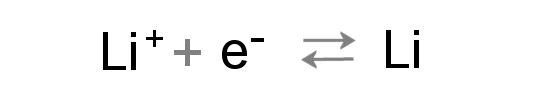 Li⁺ + e⁻ ⇄ Li